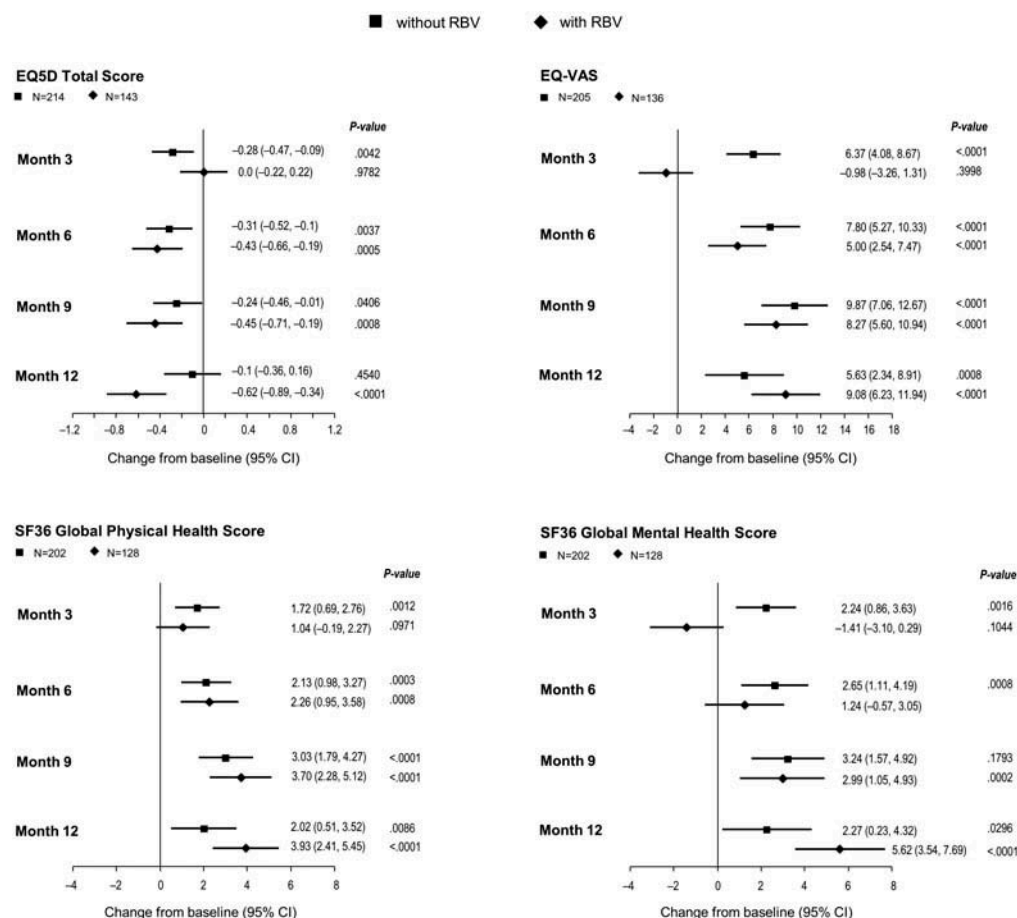 without RBV with RBV
EQ5D Total Score
N=214 N=143
P-value
Month 3
−0.28 (−0.47, −0.09) .0042
0.0 (−0.22, 0.22) .9782
Month 6
−0.31 (−0.52, −0.1) .0037
−0.43 (−0.66, −0.19) .0005
Month 9
−0.24 (−0.46, −0.01) .0406
−0.45 (−0.71, −0.19) .0008
Month 12
−0.1 (−0.36, 0.16) .4540
−0.62 (−0.89, −0.34) <.0001
−1.2 −0.8 −0.4 0 0.4 0.8 1.2
Change from baseline (95% CI)
EQ-VAS
N=205 N=136
P-value
Month 3
6.37 (4.08, 8.67) <.0001
−0.98 (−3.26, 1.31) .3998
Month 6
7.80 (5.27, 10.33) <.0001
5.00 (2.54, 7.47) <.0001
Month 9
9.87 (7.06, 12.67) <.0001
8.27 (5.60, 10.94) <.0001
Month 12
5.63 (2.34, 8.91) .0008
9.08 (6.23, 11.94) <.0001
−4 −2 0 2 4 6 8 10 12 14 16 18
Change from baseline (95% CI)
SF36 Global Physical Health Score
N=202 N=128
P-value
Month 3
1.72 (0.69, 2.76) .0012
1.04 (−0.19, 2.27) .0971
Month 6
2.13 (0.98, 3.27) .0003
2.26 (0.95, 3.58) .0008
Month 9
3.03 (1.79, 4.27) <.0001
3.70 (2.28, 5.12) <.0001
Month 12
2.02 (0.51, 3.52) .0086
3.93 (2.41, 5.45) <.0001
−4 −2 0 2 4 6 8
Change from baseline (95% CI)
SF36 Global Mental Health Score
N=202 N=128
P-value
Month 3
2.24 (0.86, 3.63) .0016
−1.41 (−3.10, 0.29) .1044
Month 6
2.65 (1.11, 4.19) .0008
1.24 (−0.57, 3.05)
Month 9
3.24 (1.57, 4.92) .1793
2.99 (1.05, 4.93) .0002
Month 12
2.27 (0.23, 4.32) .0296
5.62 (3.54, 7.69) <.0001
−4 −2 0 2 4 6 8
Change from baseline (95% CI)